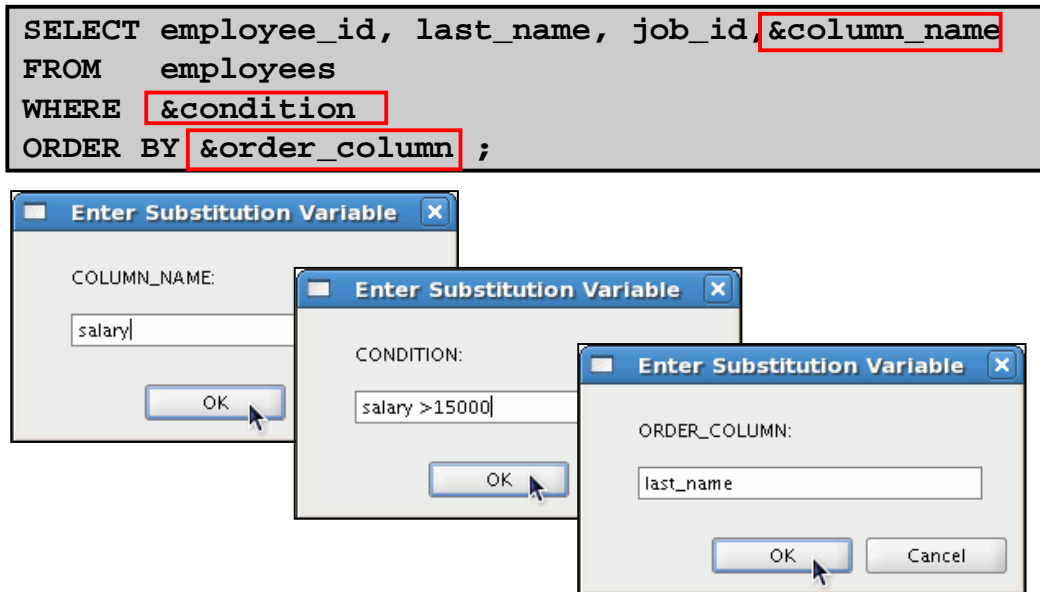 SELECT employee_id, last_name, job_id,&column_name
FROM employees
WHERE &condition
ORDER BY &order_column ;
Enter Substitution Variable
COLUMN_NAME:
salary
OK
Enter Substitution Variable
CONDITION:
salary >15000
OK
Enter Substitution Variable
ORDER_COLUMN:
last_name
OK Cancel